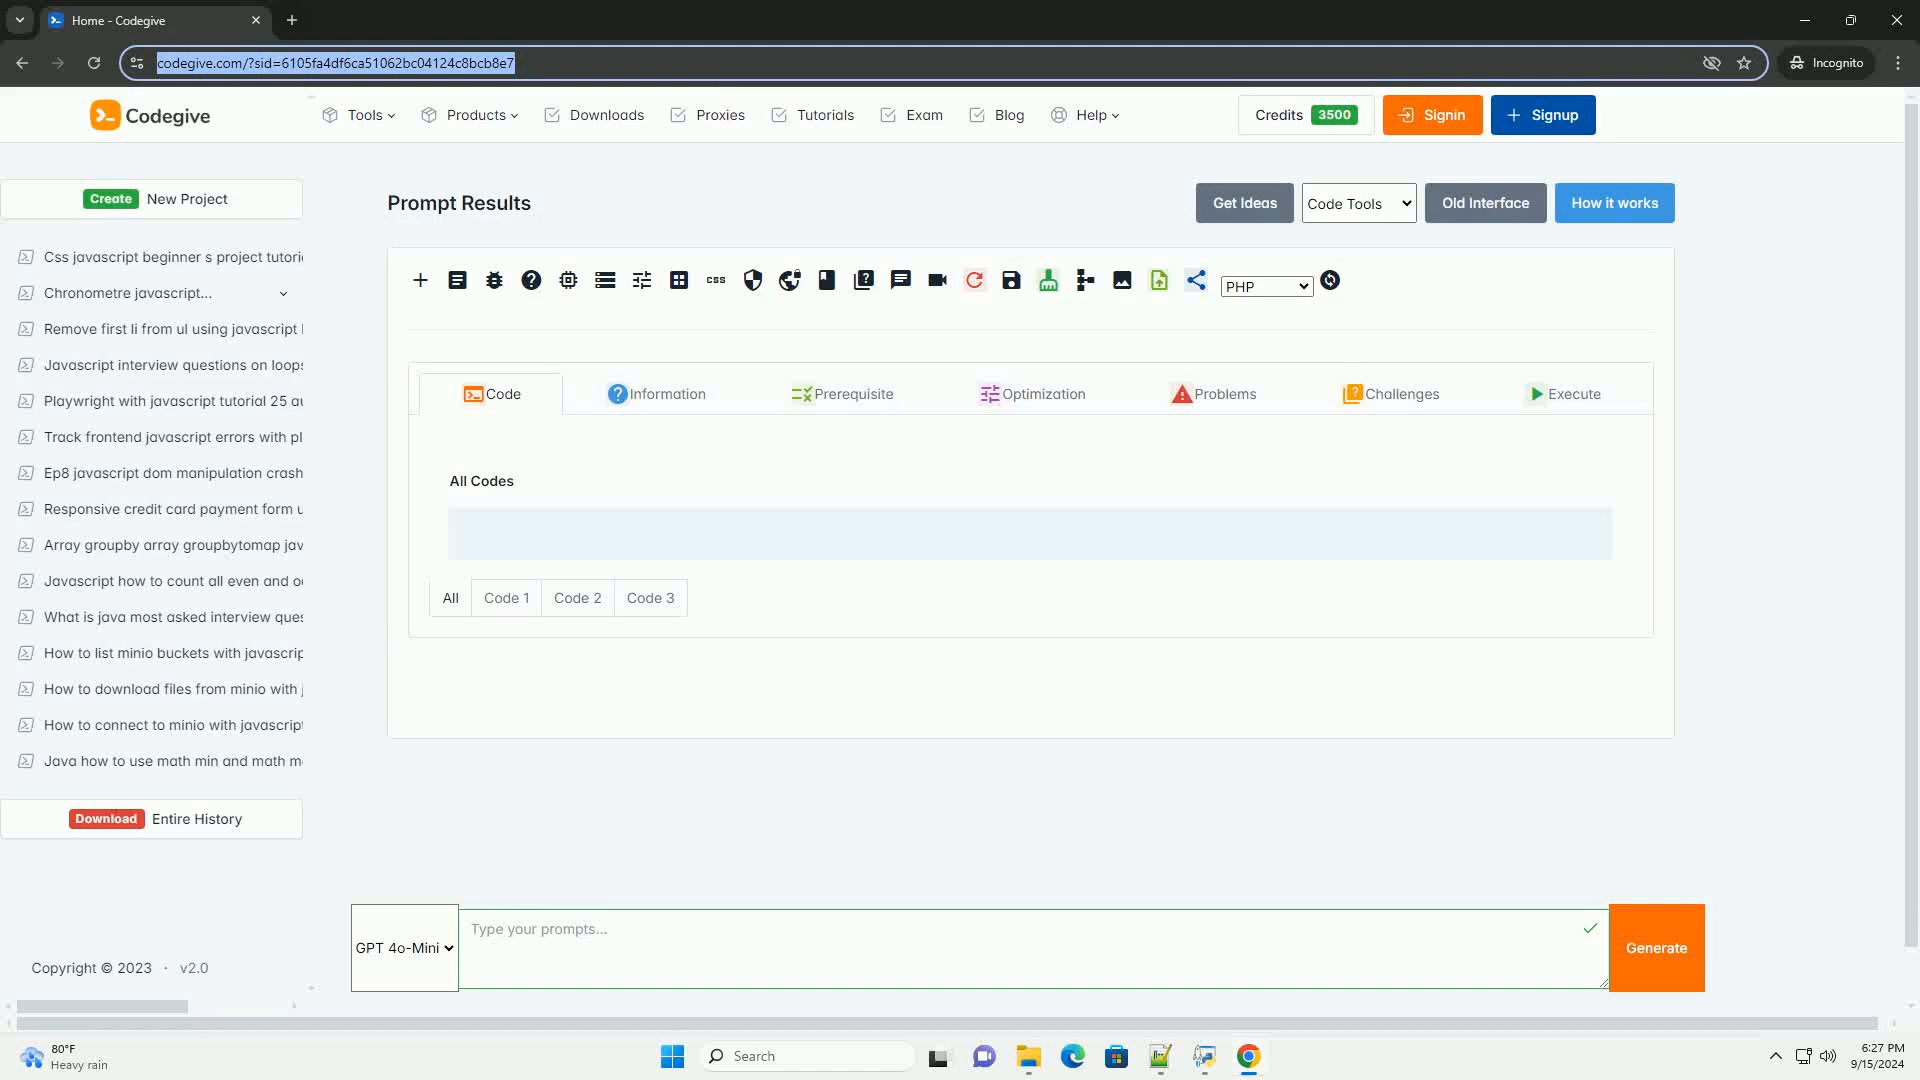 Home - Codegive
codegive.com/?sid=6105fa4df6ca51062bc04124c8bcb8e7
Incognito
Codegive
Tools
Products
Downloads
Proxies
Tutorials
Exam
Blog
Help
Credits 3500
Signin
Signup
Create New Project
Css javascript beginner s project tutori
Chronometre javascript...
Remove first li from ul using javascript
Javascript interview questions on loops
Playwright with javascript tutorial 25 au
Track frontend javascript errors with pl
Ep8 javascript dom manipulation crash
Responsive credit card payment form u
Array groupby array groupbytomap jav
Javascript how to count all even and o
What is java most asked interview ques
How to list minio buckets with javascrip
How to download files from minio with j
How to connect to minio with javascript
Java how to use math min and math m
Download Entire History
Copyright © 2023 · v2.0
Prompt Results
Get Ideas
Code Tools
Old Interface
How it works
css
PHP
Code
Information
Prerequisite
Optimization
Problems
Challenges
Execute
All Codes
All
Code 1
Code 2
Code 3
GPT 4o-Mini
Type your prompts...
Generate
80°F
Heavy rain
Search
6:27 PM
9/15/2024